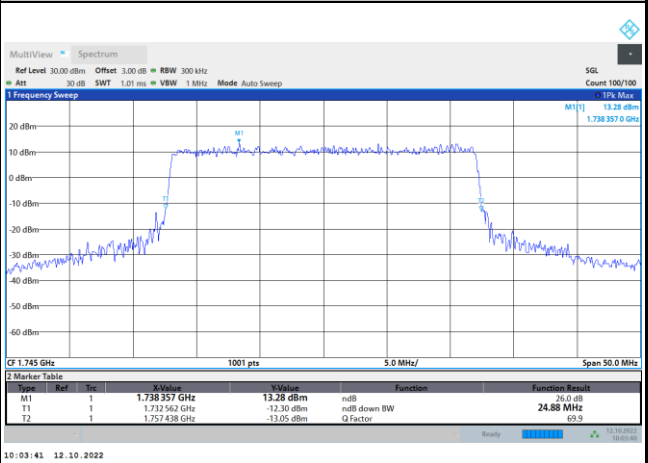 MultiView Spectrum
Ref Level 30.00 dBm Offset 3.00 dB RBW 300 kHz SGL
Att 30 dB SWT 1.01 ms VBW 1 MHz Mode Auto Sweep Count 100/100
1 Frequency Sweep 1Pk Max
M1[1] 13.28 dBm
1.738 357 0 GHz
20 dBm
M1
10 dBm
0 dBm
T1
-10 dBm
T2
-20 dBm
-30 dBm
-40 dBm
-50 dBm
-60 dBm
CF 1.745 GHz 1001 pts 5.0 MHz/ Span 50.0 MHz
2 Marker Table
Type Ref Trc X-Value Y-Value Function Function Result
M1 1 1.738 357 GHz 13.28 dBm ndB 26.0 dB
T1 1 1.732 562 GHz -12.30 dBm ndB down BW 24.88 MHz
T2 1 1.757 438 GHz -13.05 dBm Q Factor 69.9
Ready 12.10.2022
10:03:40
10:03:41 12.10.2022